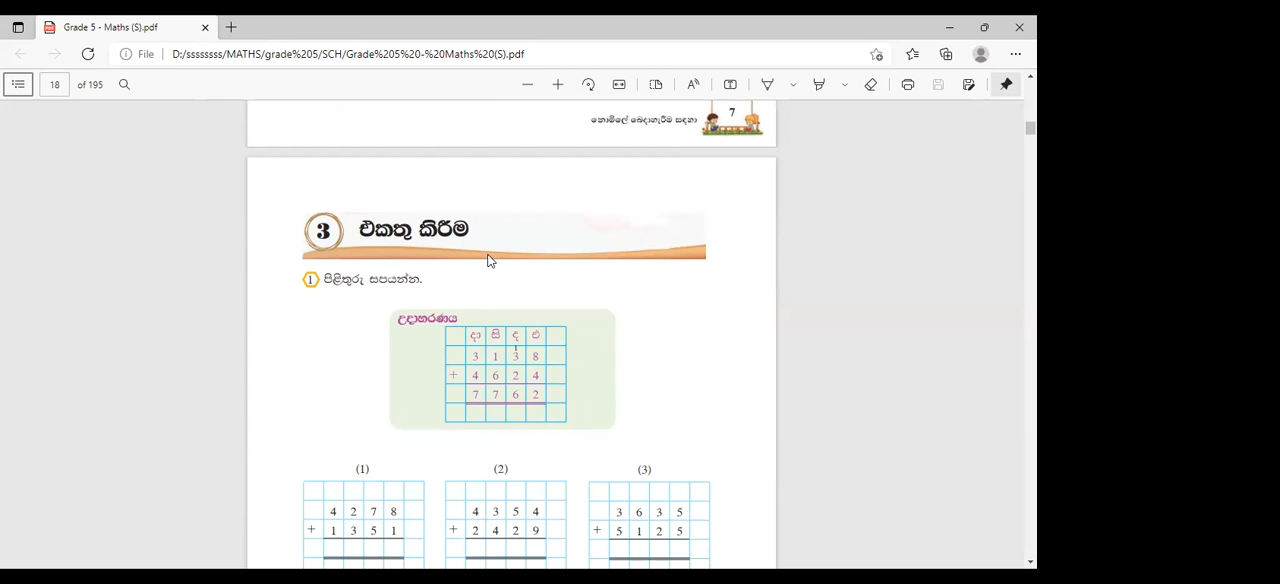 Grade 5 - Maths (S).pdf
File D:/ssssssss/MATHS/grade%205/SCH/Grade%205%20-%20Maths%20(S).pdf
18 of 195
නොමිලේ බෙදාහැරීම සඳහා 7
3 එකතු කිරීම
1 පිළිතුරු සපයන්න.
උදාහරණය
දා සි ද එ
1
3 1 3 8
+ 4 6 2 4
7 7 6 2
(1) (2) (3)
4 2 7 8 4 3 5 4 3 6 3 5
+ 1 3 5 1 + 2 4 2 9 + 5 1 2 5